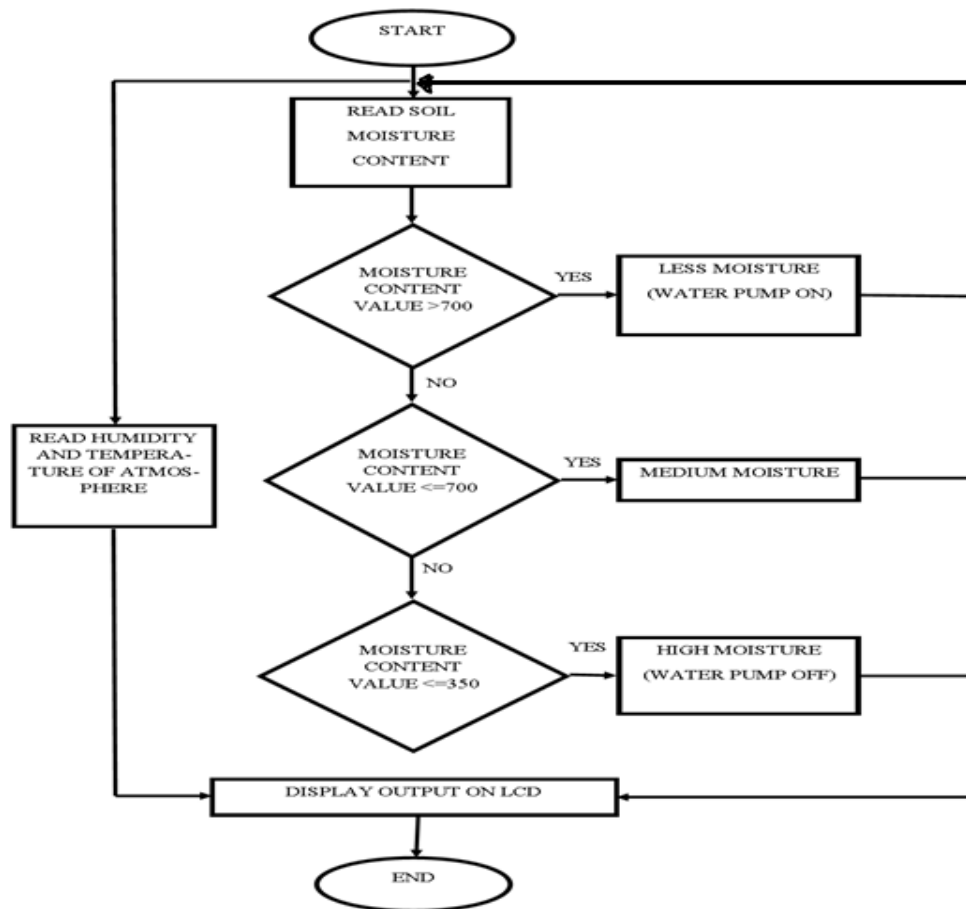 START
READ SOIL
MOISTURE
CONTENT
MOISTURE
CONTENT
VALUE >700
YES
LESS MOISTURE
(WATER PUMP ON)
NO
READ HUMIDITY
AND TEMPERA-
TURE OF ATMOS-
PHERE
MOISTURE
CONTENT
VALUE <=700
YES
MEDIUM MOISTURE
NO
MOISTURE
CONTENT
VALUE <=350
YES
HIGH MOISTURE
(WATER PUMP OFF)
DISPLAY OUTPUT ON LCD
END